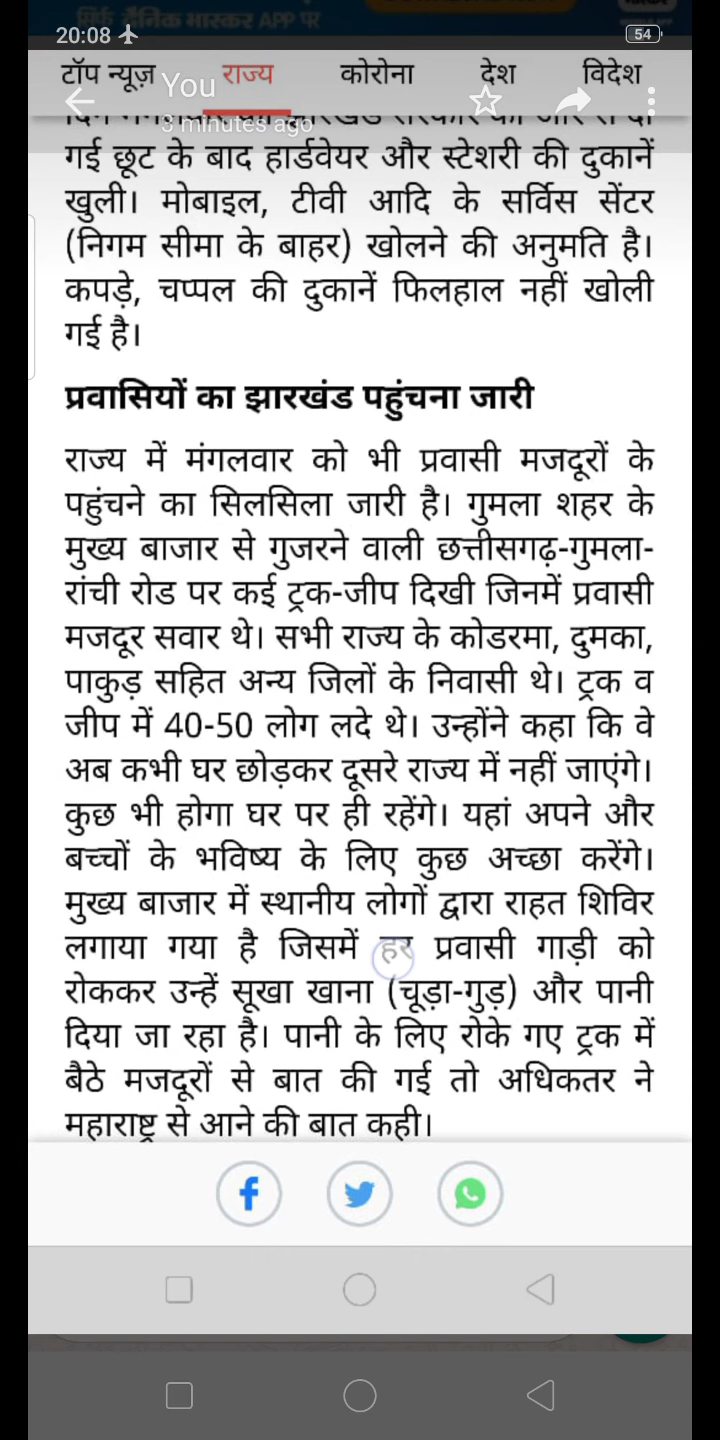 सिर्फ दैनिक भास्कर APP पर
20:08
54
टॉप न्यूज़ राज्य कोरोना देश विदेश
You
3 minutes ago
गई छूट के बाद हार्डवेयर और स्टेशरी की दुकानें
खुली। मोबाइल, टीवी आदि के सर्विस सेंटर
(निगम सीमा के बाहर) खोलने की अनुमति है।
कपड़े, चप्पल की दुकानें फिलहाल नहीं खोली
गई है।
प्रवासियों का झारखंड पहुंचना जारी
राज्य में मंगलवार को भी प्रवासी मजदूरों के
पहुंचने का सिलसिला जारी है। गुमला शहर के
मुख्य बाजार से गुजरने वाली छत्तीसगढ़-गुमला-
रांची रोड पर कई ट्रक-जीप दिखी जिनमें प्रवासी
मजदूर सवार थे। सभी राज्य के कोडरमा, दुमका,
पाकुड़ सहित अन्य जिलों के निवासी थे। ट्रक व
जीप में 40-50 लोग लदे थे। उन्होंने कहा कि वे
अब कभी घर छोड़कर दूसरे राज्य में नहीं जाएंगे।
कुछ भी होगा घर पर ही रहेंगे। यहां अपने और
बच्चों के भविष्य के लिए कुछ अच्छा करेंगे।
मुख्य बाजार में स्थानीय लोगों द्वारा राहत शिविर
लगाया गया है जिसमें हर प्रवासी गाड़ी को
रोककर उन्हें सूखा खाना (चूड़ा-गुड़) और पानी
दिया जा रहा है। पानी के लिए रोके गए ट्रक में
बैठे मजदूरों से बात की गई तो अधिकतर ने
महाराष्ट्र से आने की बात कही।